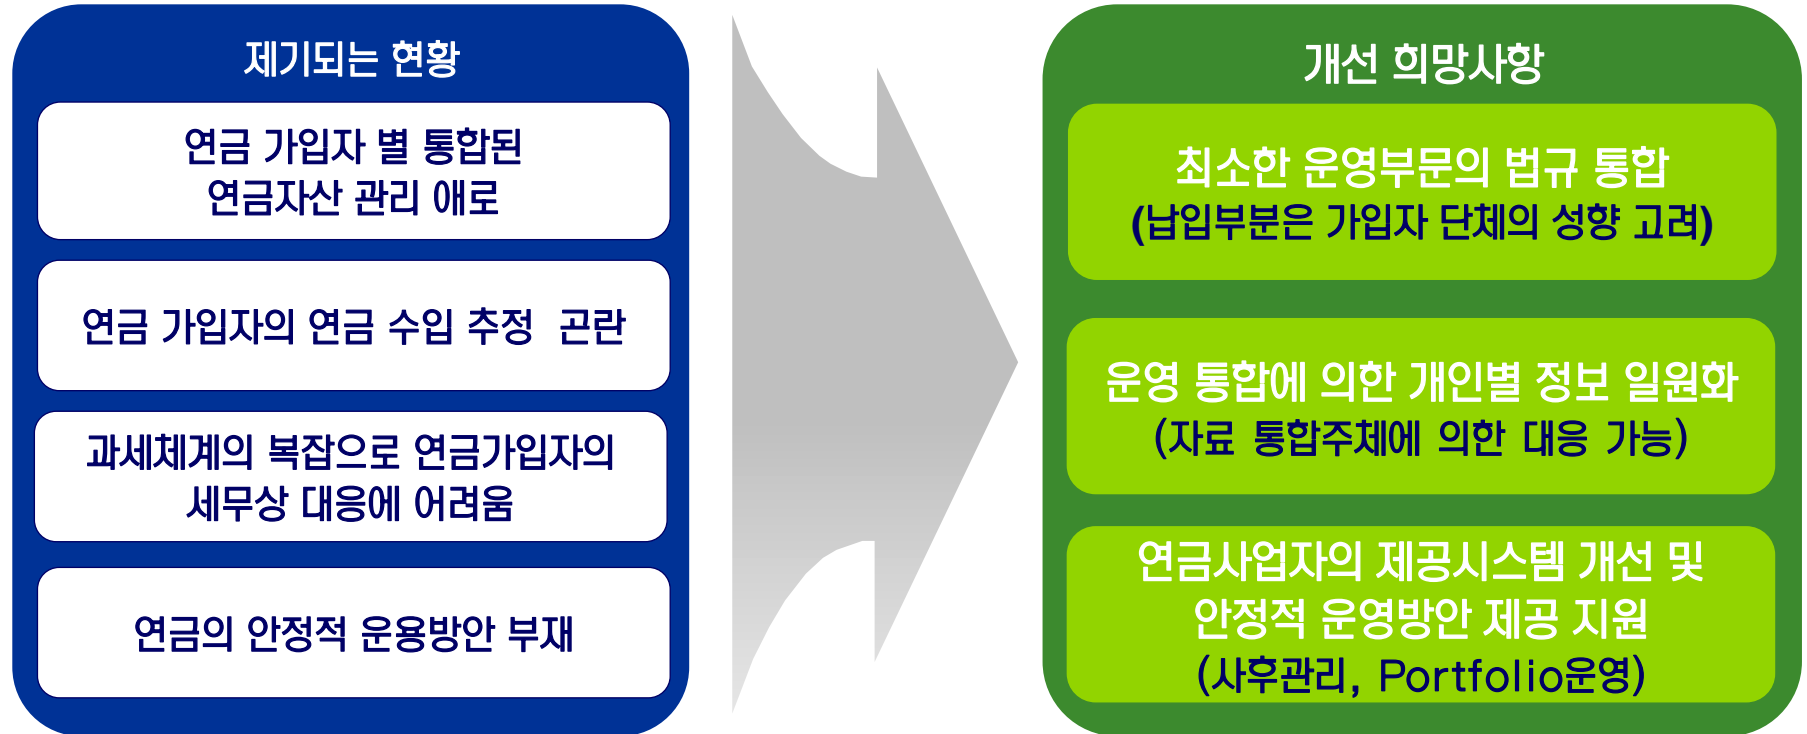 제기되는 현황
연금 가입자 별 통합된
연금자산 관리 애로
연금 가입자의 연금 수입 추정 곤란
과세체계의 복잡으로 연금가입자의
세무상 대응에 어려움
연금의 안정적 운용방안 부재
개선 희망사항
최소한 운영부문의 법규 통합
(납입부분은 가입자 단체의 성향 고려)
운영 통합에 의한 개인별 정보 일원화
(자료 통합주체에 의한 대응 가능)
연금사업자의 제공시스템 개선 및
안정적 운영방안 제공 지원
(사후관리, Portfolio운영)